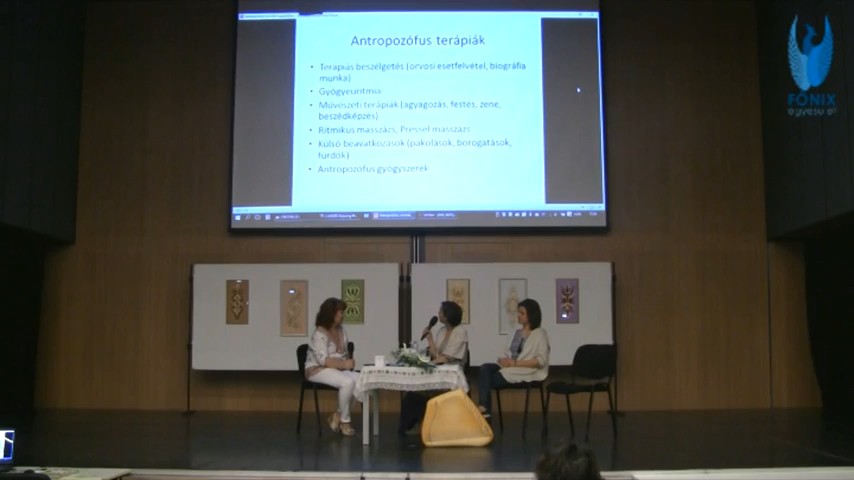 Antropozófus terápiák
• Terápiás beszélgetés (orvosi esetfelvétel, biográfia
munka)
• Gyógyeuritmia
• Művészeti terápiák (agyagozás, festés, zene,
beszédképzés)
• Ritmikus masszázs, Pressel masszázs
• Külső beavatkozások (pakolások, borogatások,
fürdők)
• Antropozófus gyógyszerek
FŐNIX
egyesület